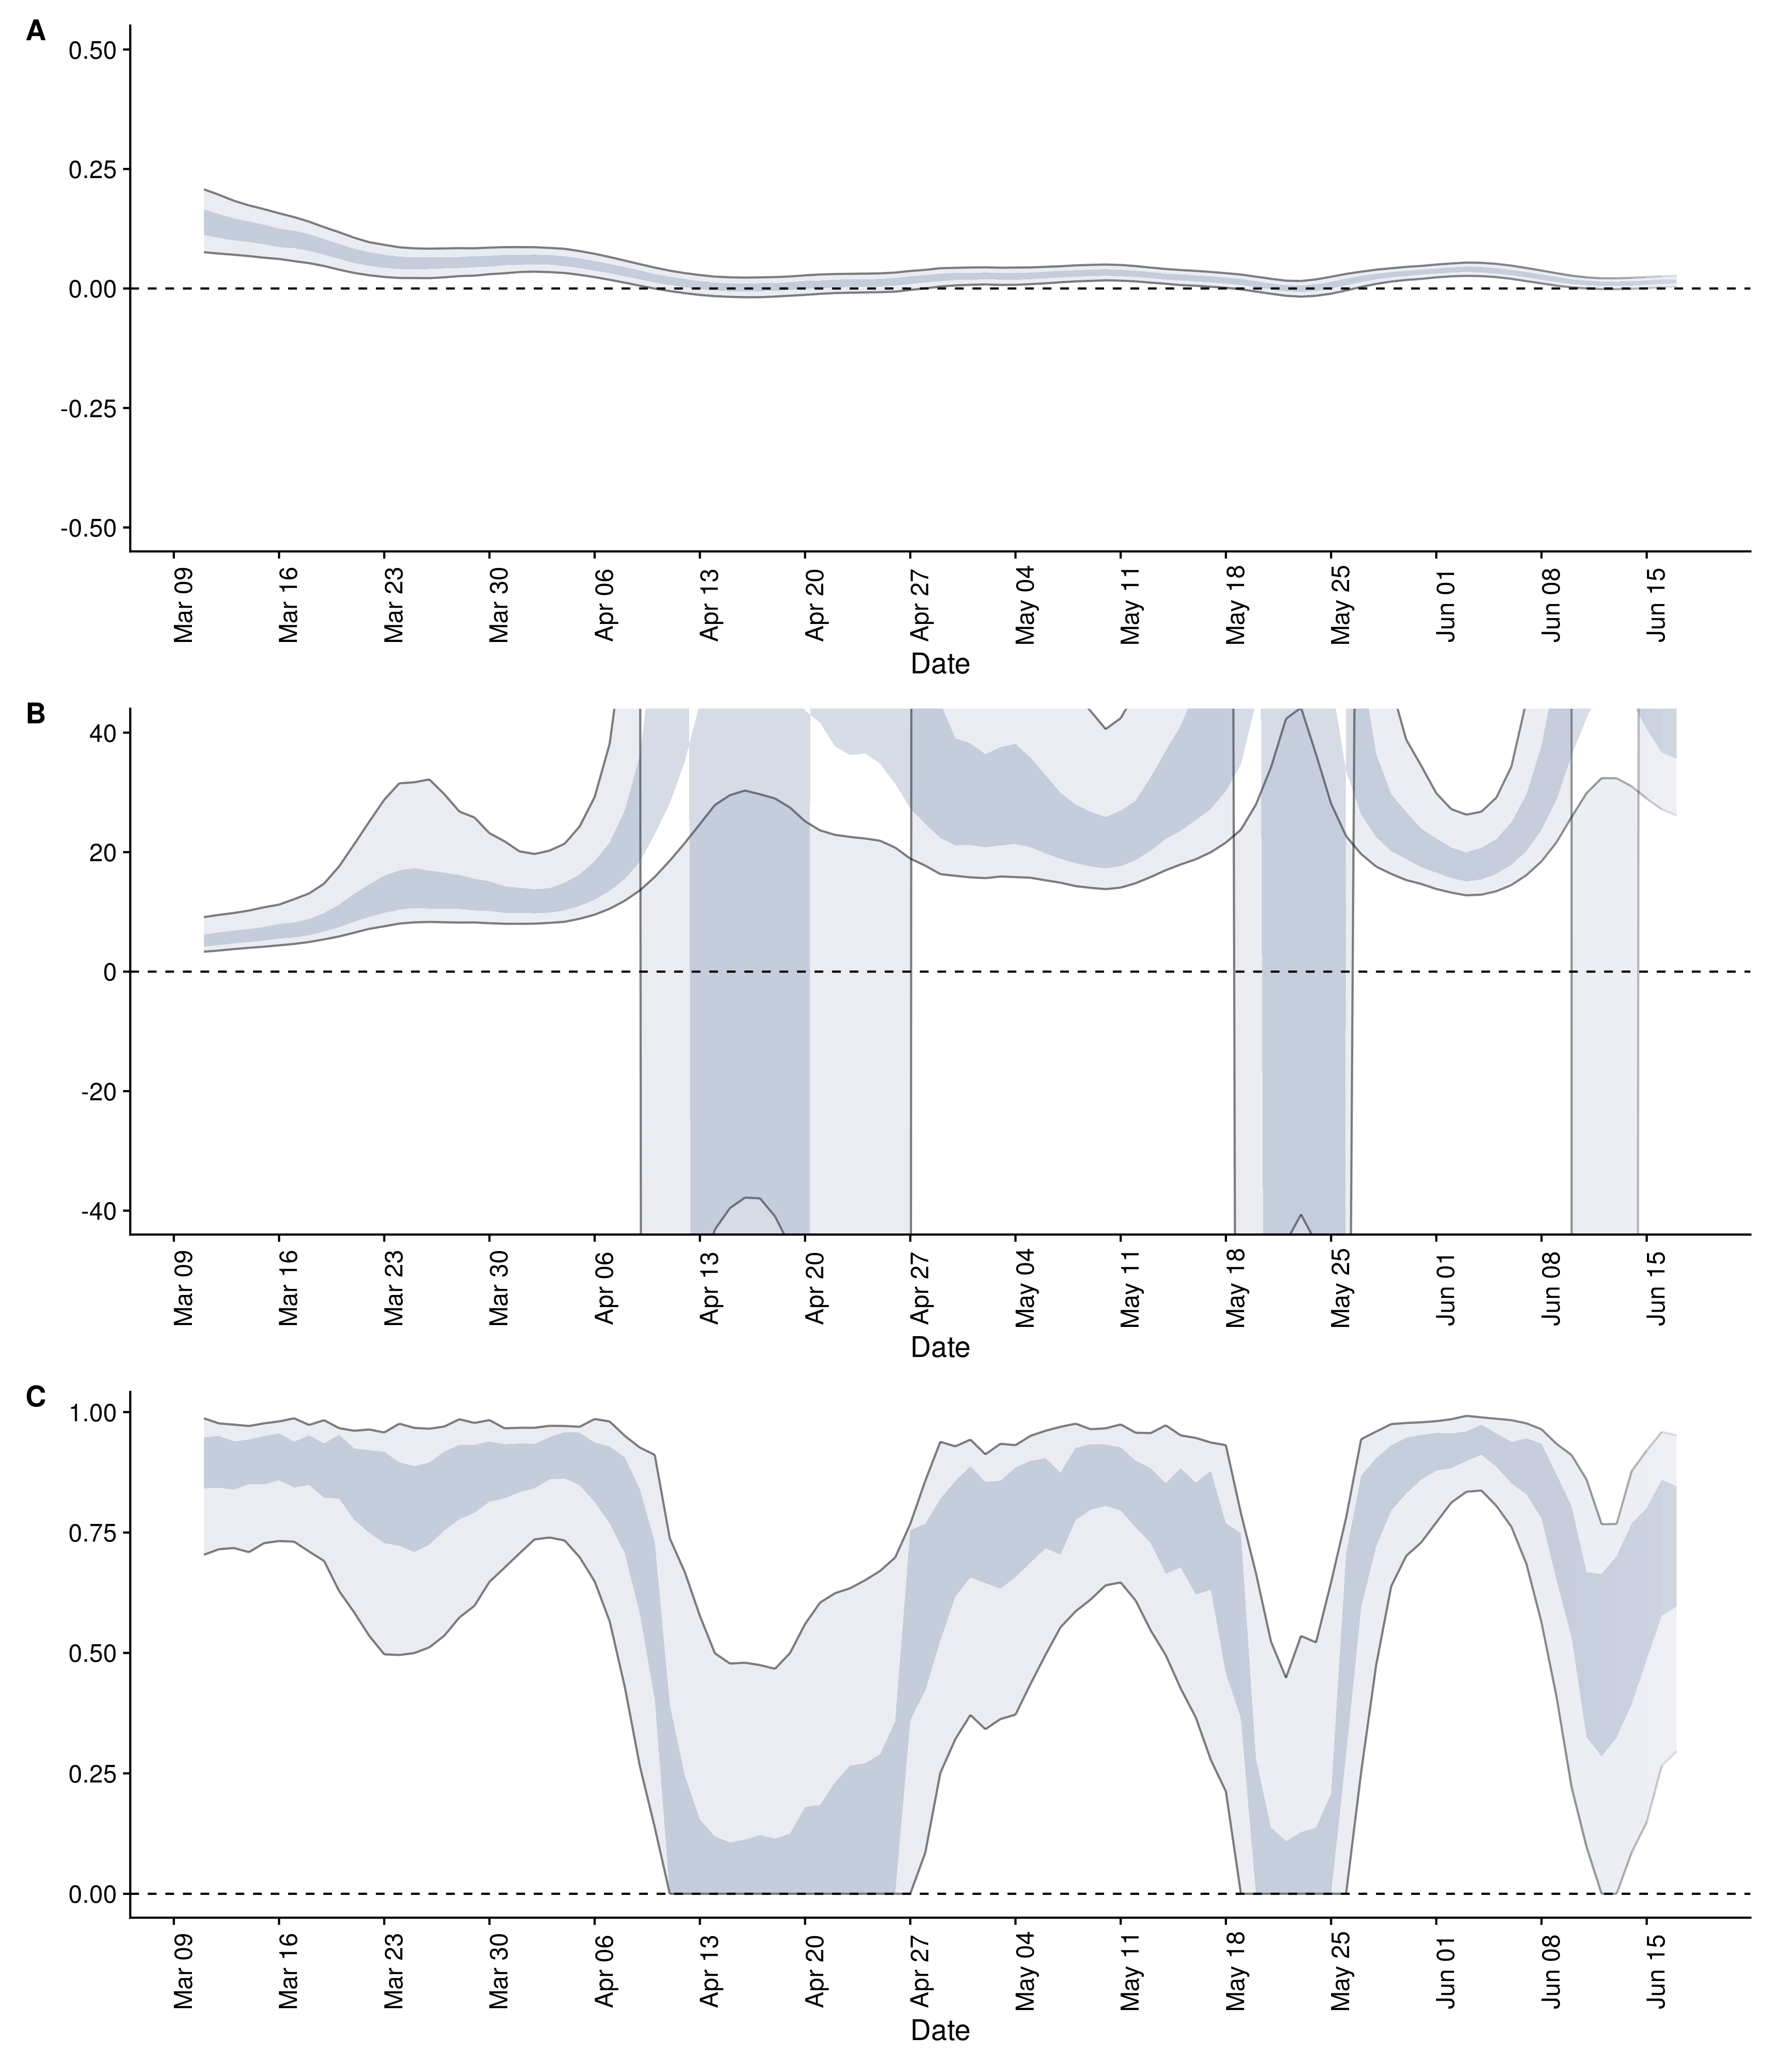 A
0.50
0.25
0.00
-0.25
-0.50
Mar 09
Mar 16
Mar 23
Mar 30
Apr 06
Apr 13
Apr 20
Apr 27
May 04
May 11
May 18
May 25
Jun 01
Jun 08
Jun 15
Date
B
40
20
0
-20
-40
Mar 09
Mar 16
Mar 23
Mar 30
Apr 06
Apr 13
Apr 20
Apr 27
May 04
May 11
May 18
May 25
Jun 01
Jun 08
Jun 15
Date
C
1.00
0.75
0.50
0.25
0.00
Mar 09
Mar 16
Mar 23
Mar 30
Apr 06
Apr 13
Apr 20
Apr 27
May 04
May 11
May 18
May 25
Jun 01
Jun 08
Jun 15
Date